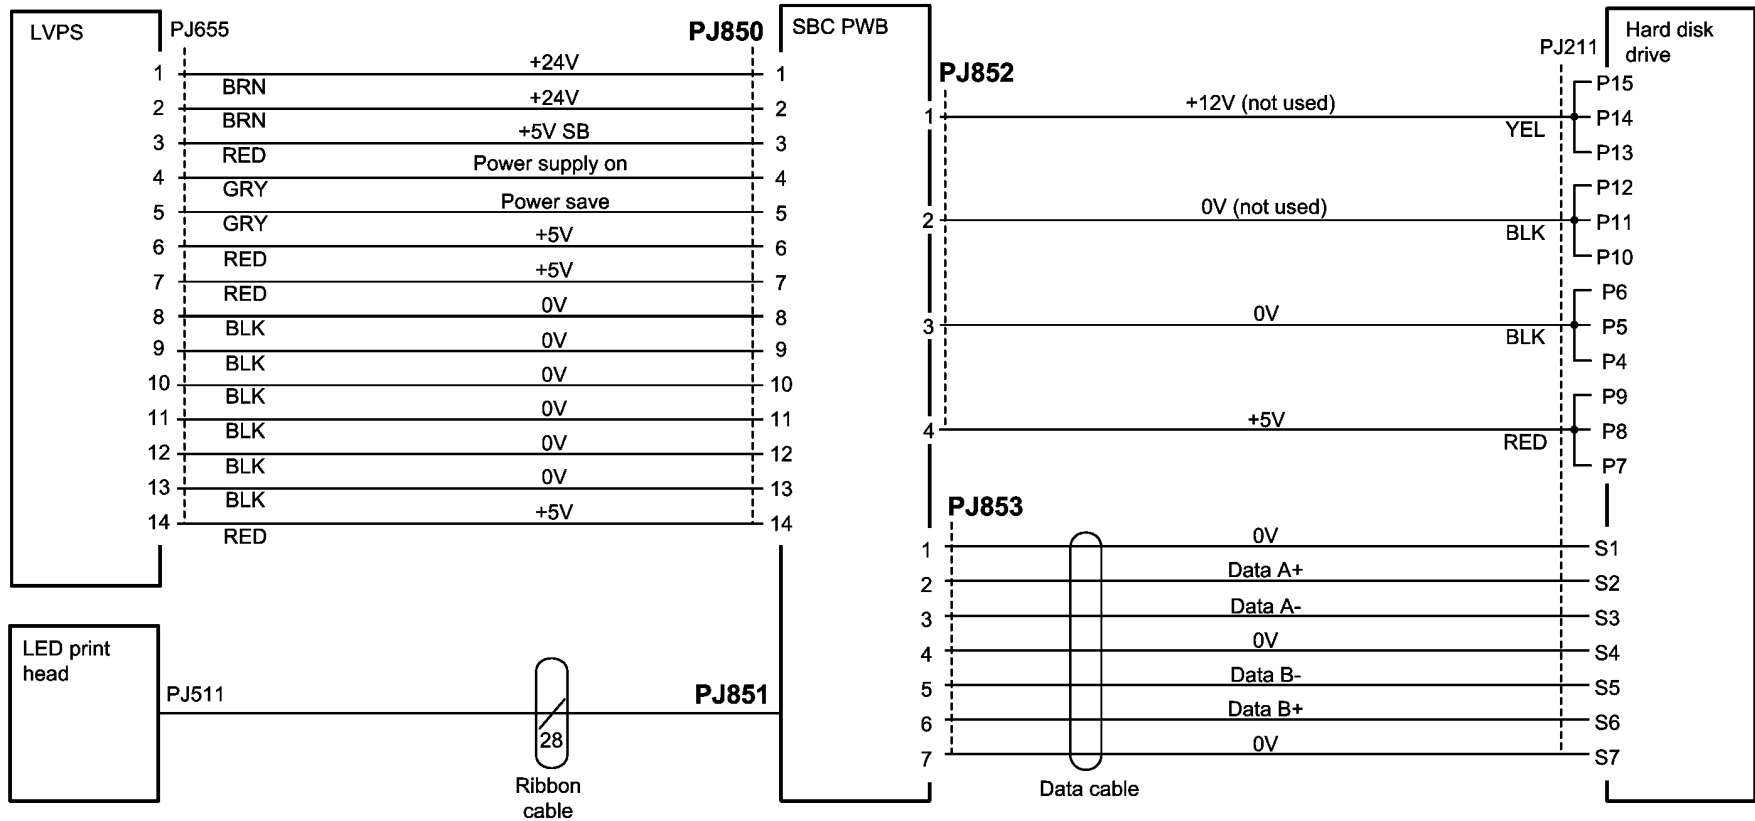 LVPS
PJ655
PJ850
SBC PWB
1 +24V 1
BRN
2 +24V 2
BRN
3 +5V SB 3
RED
4 Power supply on 4
GRY
5 Power save 5
GRY
6 +5V 6
RED
7 +5V 7
RED
8 0V 8
BLK
9 0V 9
BLK
10 0V 10
BLK
11 0V 11
BLK
12 0V 12
BLK
13 0V 13
BLK
14 +5V 14
RED
LED print
head
PJ511
PJ851
28
Ribbon
cable
PJ852
PJ211
Hard disk
drive
P15
1 +12V (not used) P14
YEL
P13
P12
2 0V (not used) P11
BLK
P10
P6
3 0V P5
BLK
P4
P9
4 +5V P8
RED
P7
PJ853
1 0V S1
2 Data A+ S2
3 Data A- S3
4 0V S4
5 Data B- S5
6 Data B+ S6
7 0V S7
Data cable